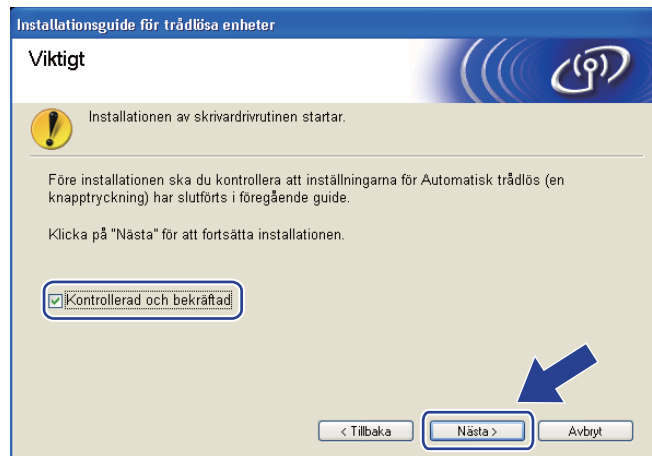 Installationsguide för trådlösa enheter
Viktigt
Installationen av skrivardrivrutinen startar.
Före installationen ska du kontrollera att inställningarna för Automatisk trådlös (en
knapptryckning) har slutförts i föregående guide.
Klicka på "Nästa" för att fortsätta installationen.
Kontrollerad och bekräftad
< Tillbaka
Nästa >
Avbryt